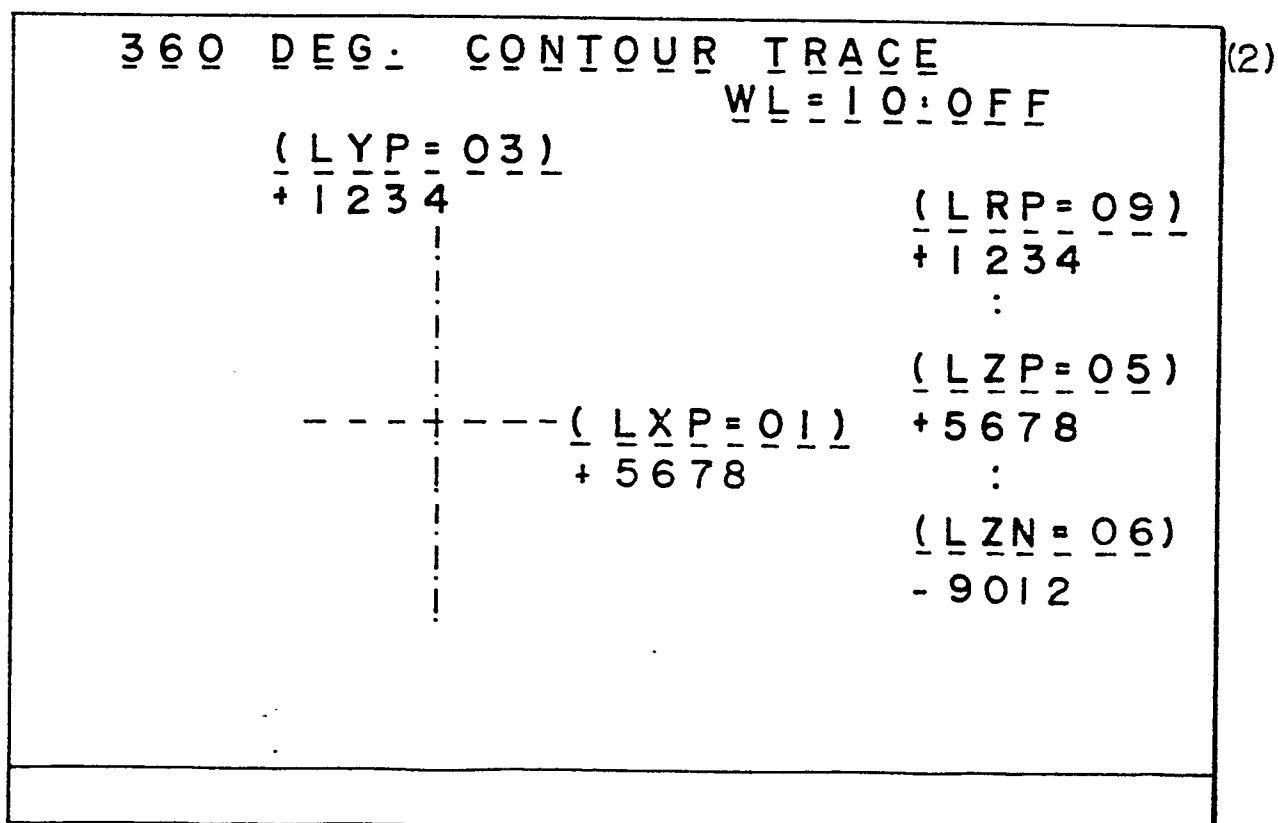 360 DEG. CONTOUR TRACE
(2)
WL=10:OFF
(LYP=03)
+1234
(LRP=09)
+1234
:
(LZP=05)
+5678
:
(LXP=01)
+5678
(LZN=06)
-9012